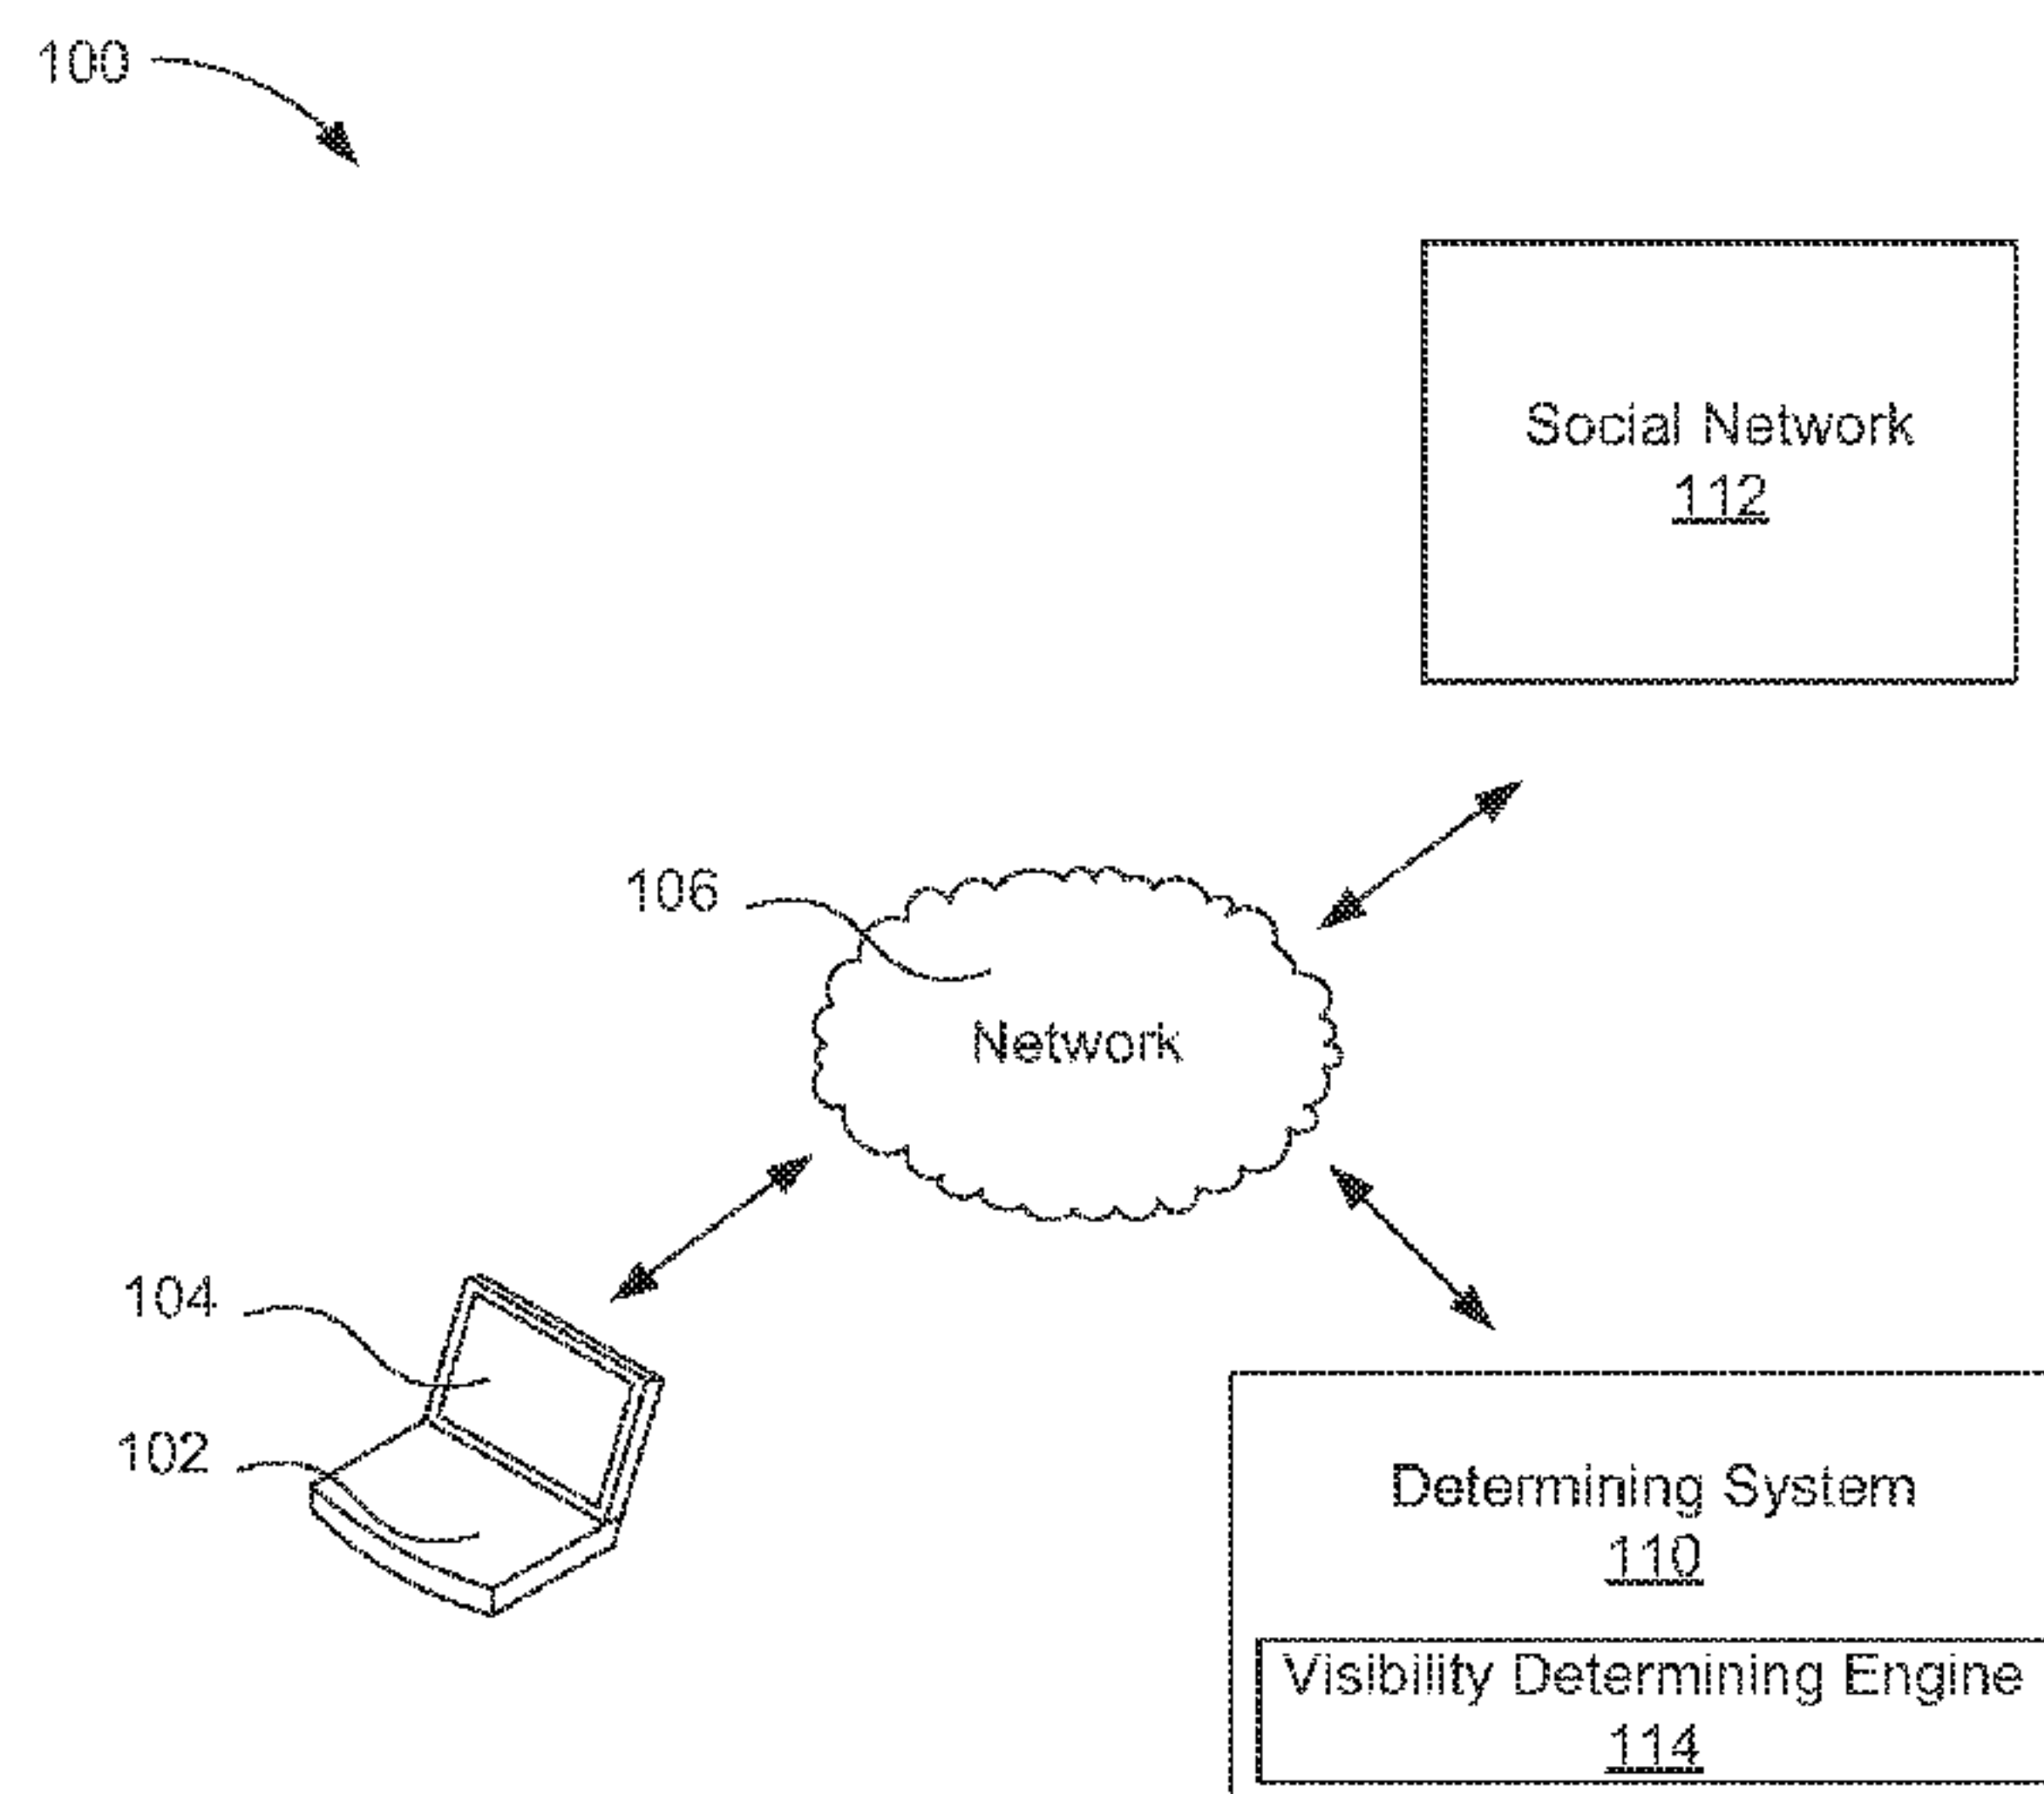 100
Social Network
112
106
Network
104
102
Determining System
110
Visibility Determining Engine
114